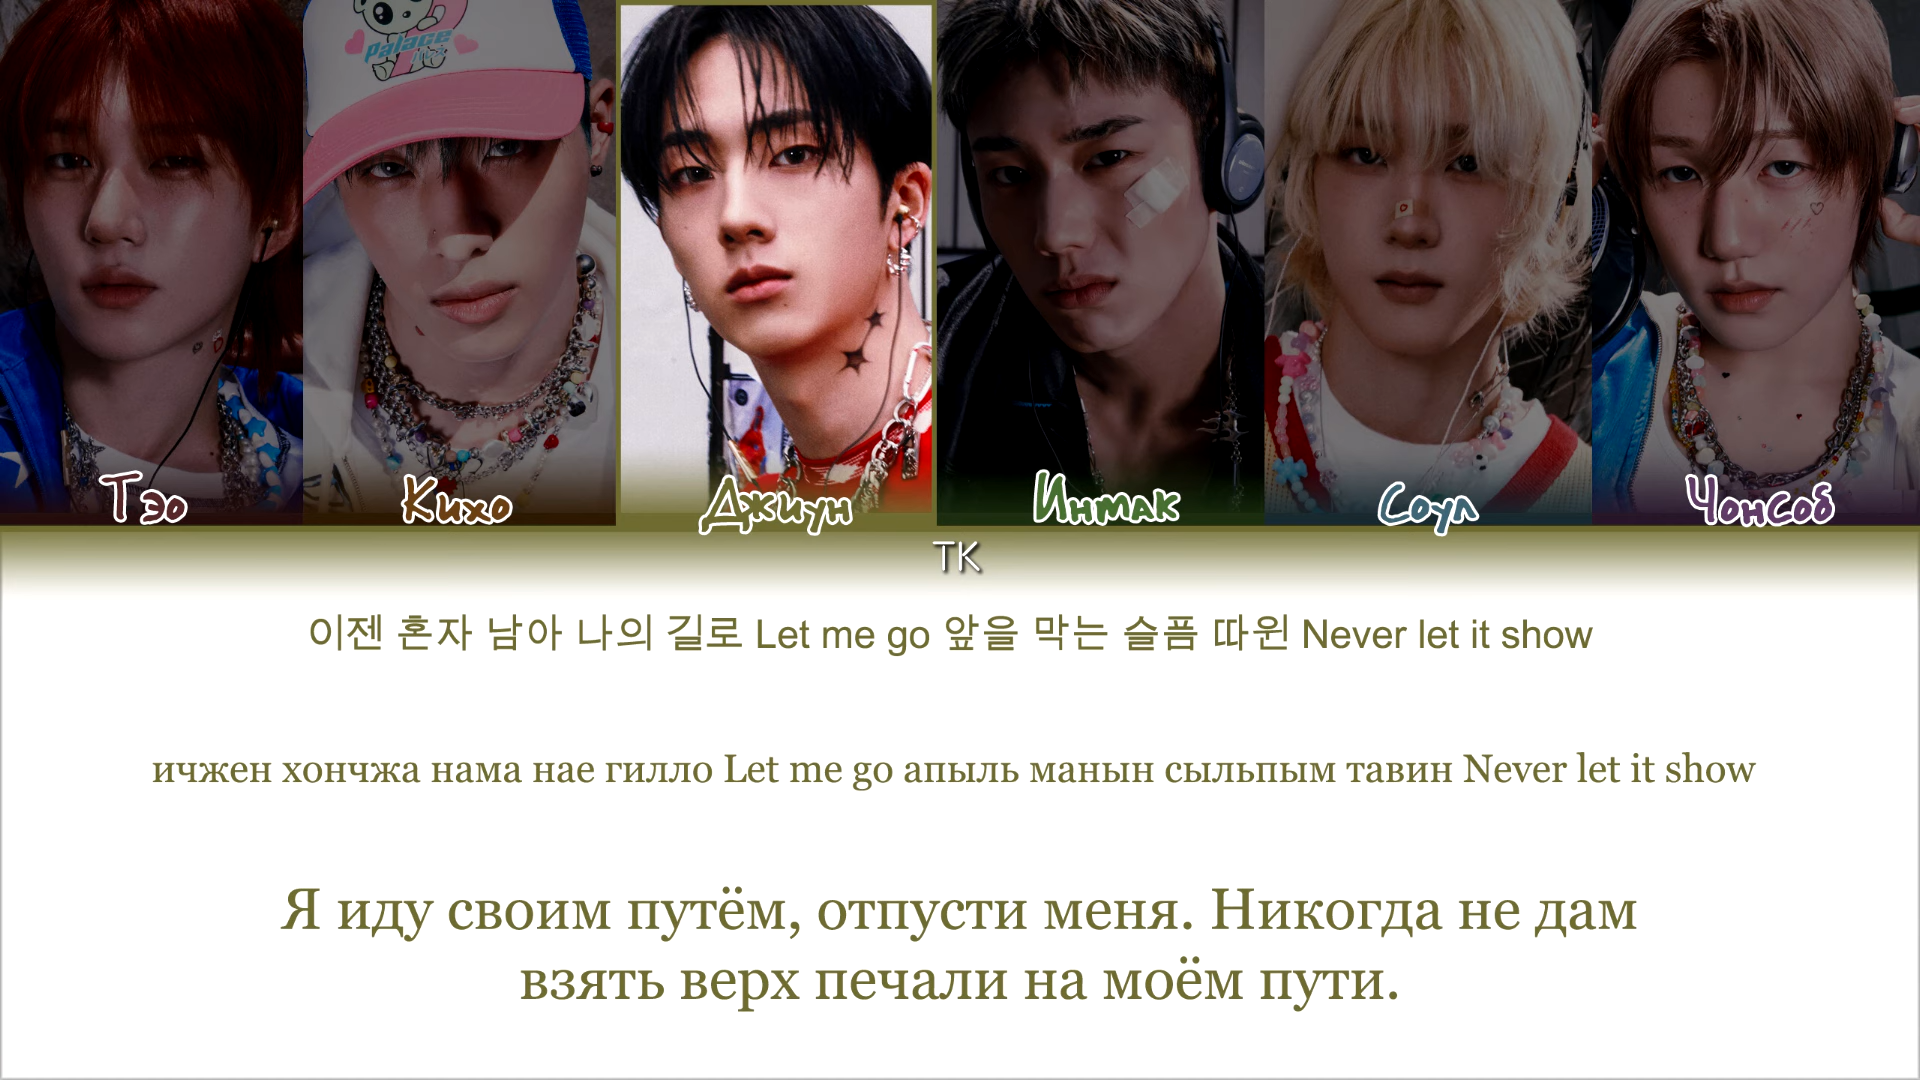 Palace
Тэо
Кихо
Джиун
Интак
Соул
Чонсоб
TK
이젠 혼자 남아 나의 길로 Let me go 앞을 막는 슬픔 따윈 Never let it show
ичжен хончжа нама нае гилло Let me go апыль манын сыльпым тавин Never let it show
Я иду своим путём, отпусти меня. Никогда не дам
взять верх печали на моём пути.